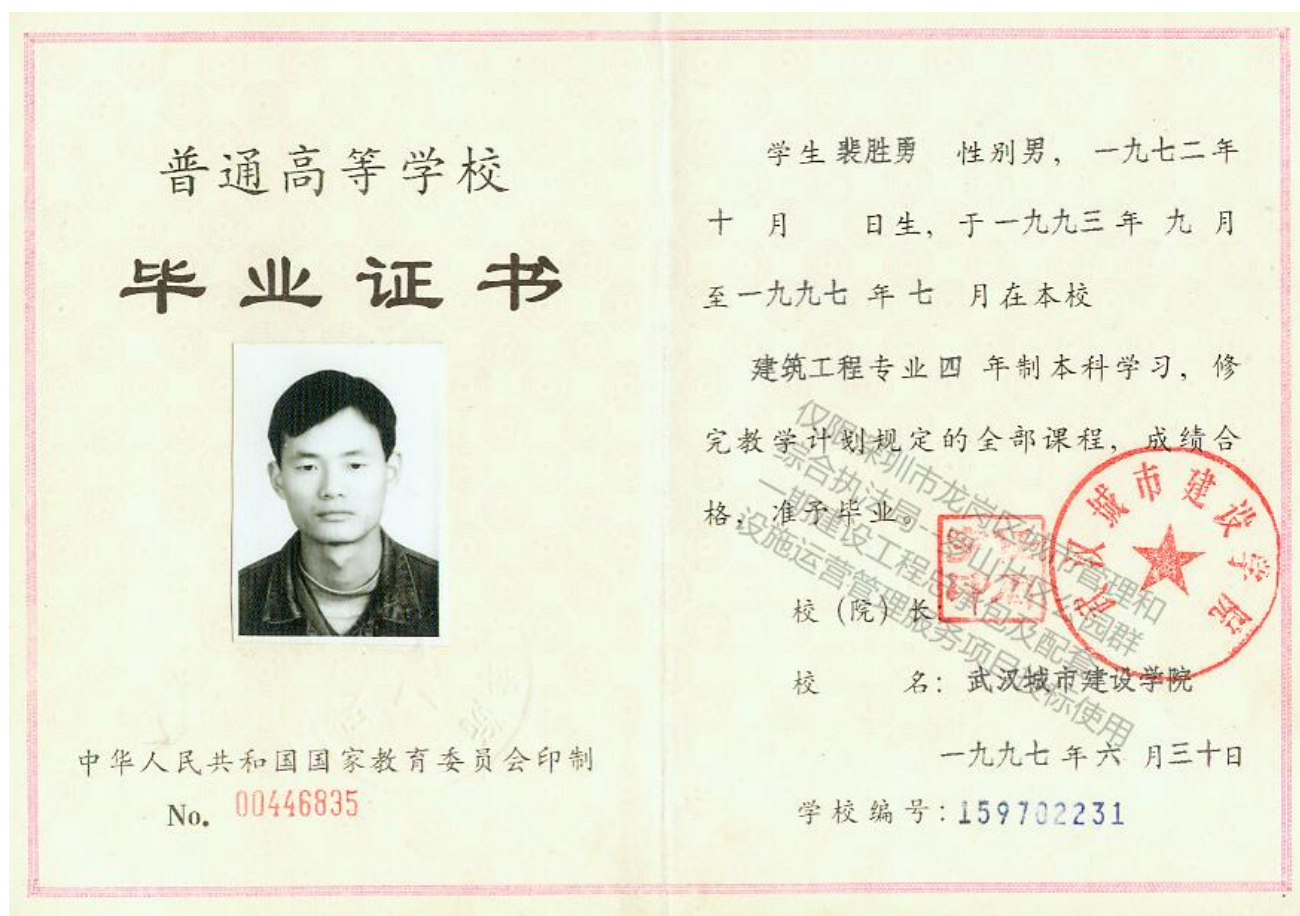 普通高等学校
毕业证书
中华人民共和国国家教育委员会印制
No. 00446835
学生 裴胜勇 性别男，一九七二年
十 月 日生，于一九九三年 九 月
至一九九七 年 七 月在本校
建筑工程专业 四 年制本科学习，修
完教学计划规定的全部课程，成绩合
格，准予毕业。
校（院）长
校 名：武汉城市建设学院
一九九七年六 月三十日
学校编号：159702231
武汉城市建设学院
仅限深圳市龙岗区城市管理和
综合执法局-罗山片区公园群
一期建设工程总承包及配套
设施运营管理服务项目投标使用